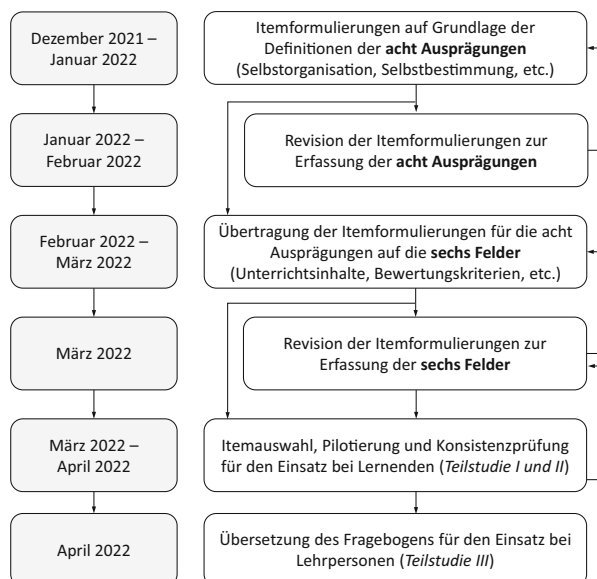 Dezember 2021 –
Januar 2022
Itemformulierungen auf Grundlage der
Definitionen der acht Ausprägungen
(Selbstorganisation, Selbstbestimmung, etc.)
Januar 2022 –
Februar 2022
Revision der Itemformulierungen zur
Erfassung der acht Ausprägungen
Februar 2022 –
März 2022
Übertragung der Itemformulierungen für die acht
Ausprägungen auf die sechs Felder
(Unterrichtsinhalte, Bewertungskriterien, etc.)
März 2022
Revision der Itemformulierungen zur
Erfassung der sechs Felder
März 2022 –
April 2022
Itemauswahl, Pilotierung und Konsistenzprüfung
für den Einsatz bei Lernenden (Teilstudie I und II)
April 2022
Übersetzung des Fragebogens für den Einsatz bei
Lehrpersonen (Teilstudie III)